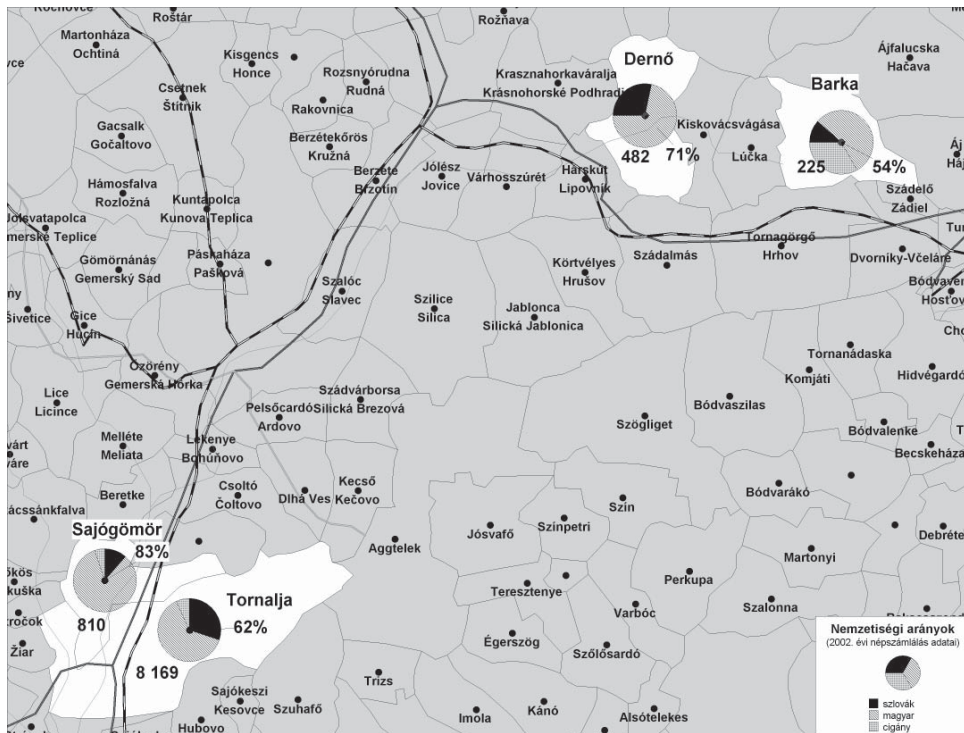 Roštár
Martonháza
Ochtiná
Kisgencs
Honce
Rozsnyórudna
Rudná
Rožňava
Krasznahorkaváralja
Krásnohorské Podhradi
Dernő
482
71%
Kiskovácsvágása
Lúčka
Barka
225
54%
Ájfalucska
Hačava
Csetnek
Štítnik
Rakovnica
Gacsalk
Gočaltovo
Berzétekőrös
Kružná
Hámosfalva
Rozložná
Kuntapolca
Kunova Teplica
Berzéte
Brzotín
Jólész
Jovice
Várhosszúrét
Hárskút
Lipovník
Szádelő
Zádiel
Gömörnánás
Gemerský Sad
Páskaháza
Pašková
Szalóc
Slavec
Szilice
Silica
Körtvélyes
Hrušov
Jablonca
Silická Jablonica
Szádalmás
Tornagörgő
Hrhov
Dvorníky-Včeláre
Gice
Hucín
Šivetice
Özörény
Gemerská Hôrka
Lice
Licince
Szádvárborsa
Silická Brezová
Pelsőcardó
Ardovo
Melléte
Meliata
Lekenye
Bohúňovo
Beretke
Csoltó
Čoltovo
Dlhá Ves
Kecső
Kečovo
Szögliget
Bódvaszilas
Tornanádaska
Komjáti
Hidvégardó
Bódvalenke
Becskeháza
Bódvarákó
Szin
Szinpetri
Jósvafő
Aggtelek
Teresztenye
Varbóc
Perkupa
Martonyi
Szalonna
Égerszög
Szőlősardó
Trizs
Imola
Kánó
Alsótelekes
Sajógömör
83%
810
Tornalja
62%
8 169
Žiar
Sajókeszi
Kesovce
Szuhafő
Hubovo
Nemzetiségi arányok
(2002. évi népszámlálás adatai)
szlovák
magyar
cigány